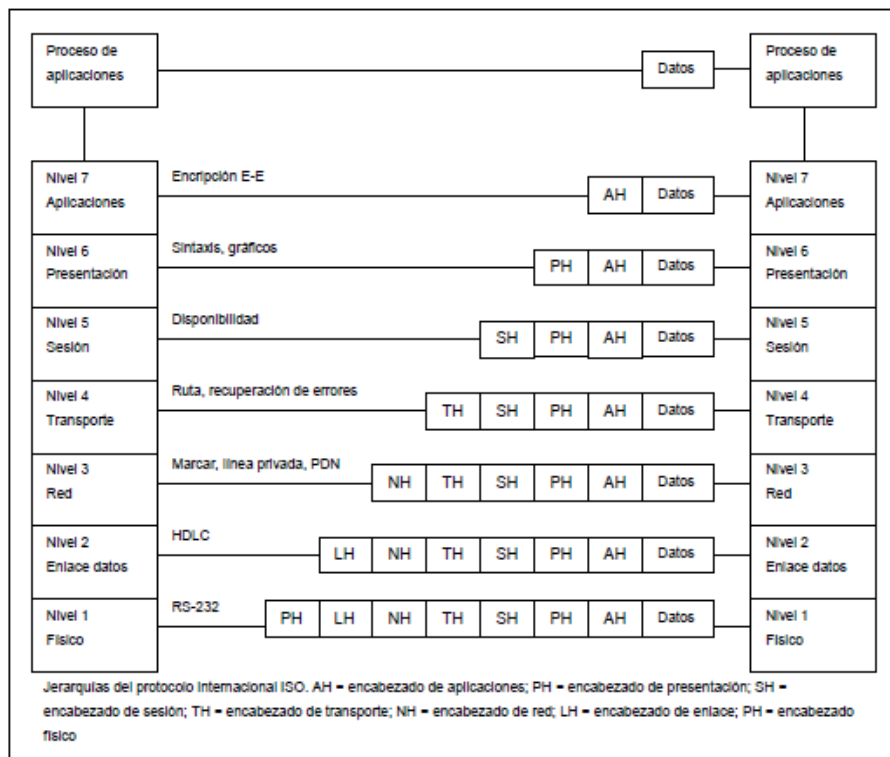 Proceso de
aplicaciones
Datos
Proceso de
aplicaciones
Nivel 7
Aplicaciones
Encripción E-E
AH
Datos
Nivel 7
Aplicaciones
Nivel 6
Presentación
Sintaxis, gráficos
PH
AH
Datos
Nivel 6
Presentación
Nivel 5
Sesión
Disponibilidad
SH
PH
AH
Datos
Nivel 5
Sesión
Nivel 4
Transporte
Ruta, recuperación de errores
TH
SH
PH
AH
Datos
Nivel 4
Transporte
Nivel 3
Red
Marcar, línea privada, PDN
NH
TH
SH
PH
AH
Datos
Nivel 3
Red
Nivel 2
Enlace datos
HDLC
LH
NH
TH
SH
PH
AH
Datos
Nivel 2
Enlace datos
Nivel 1
Físico
RS-232
PH
LH
NH
TH
SH
PH
AH
Datos
Nivel 1
Físico
Jerarquías del protocolo internacional ISO. AH = encabezado de aplicaciones; PH = encabezado de presentación; SH =
encabezado de sesión; TH = encabezado de transporte; NH = encabezado de red; LH = encabezado de enlace; PH = encabezado
físico